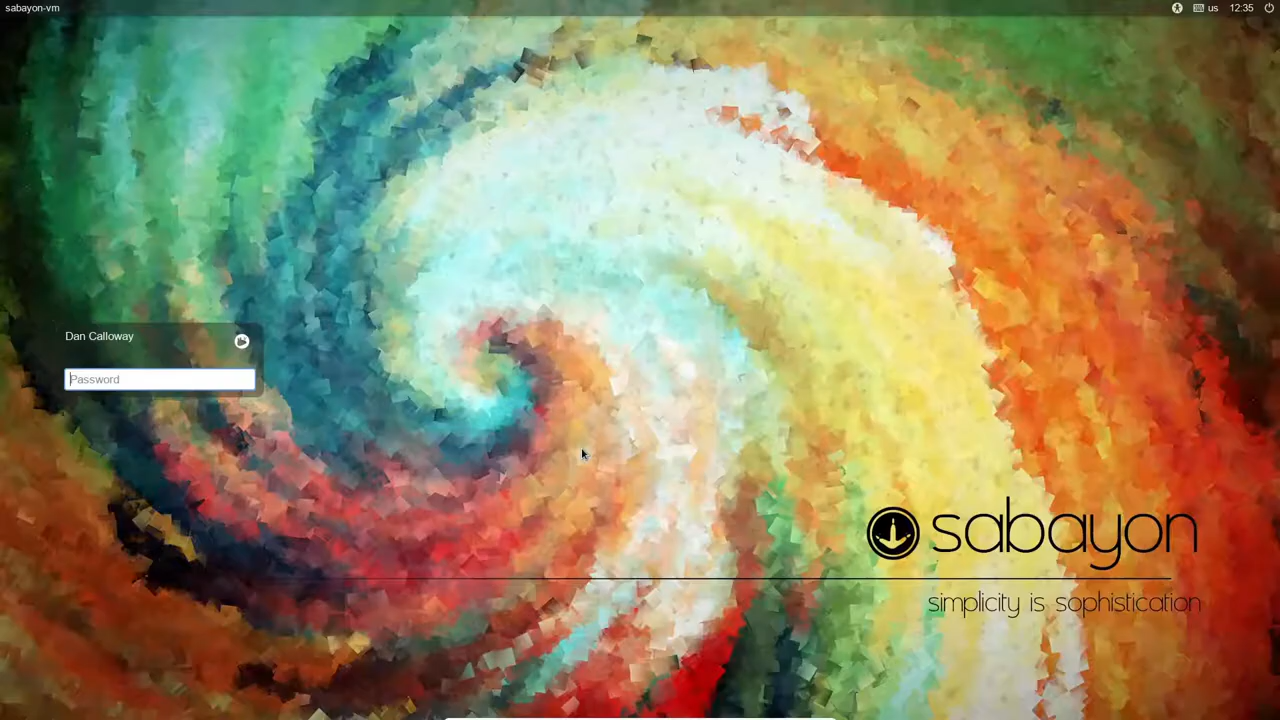 sabayon-vm
us 12:35
Dan Calloway
Password
sabayon
simplicity is sophistication